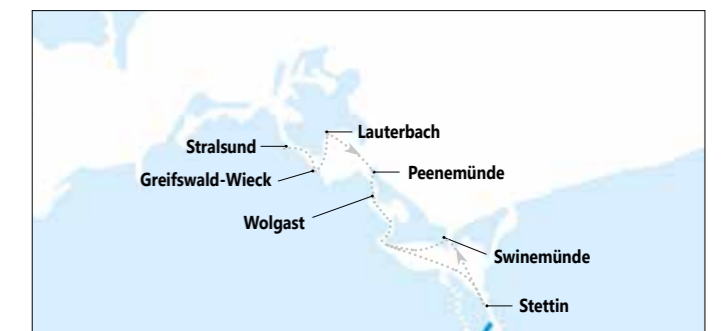 Lauterbach
Stralsund
Greifswald-Wieck
Peenemünde
Wolgast
Swinemünde
Stettin